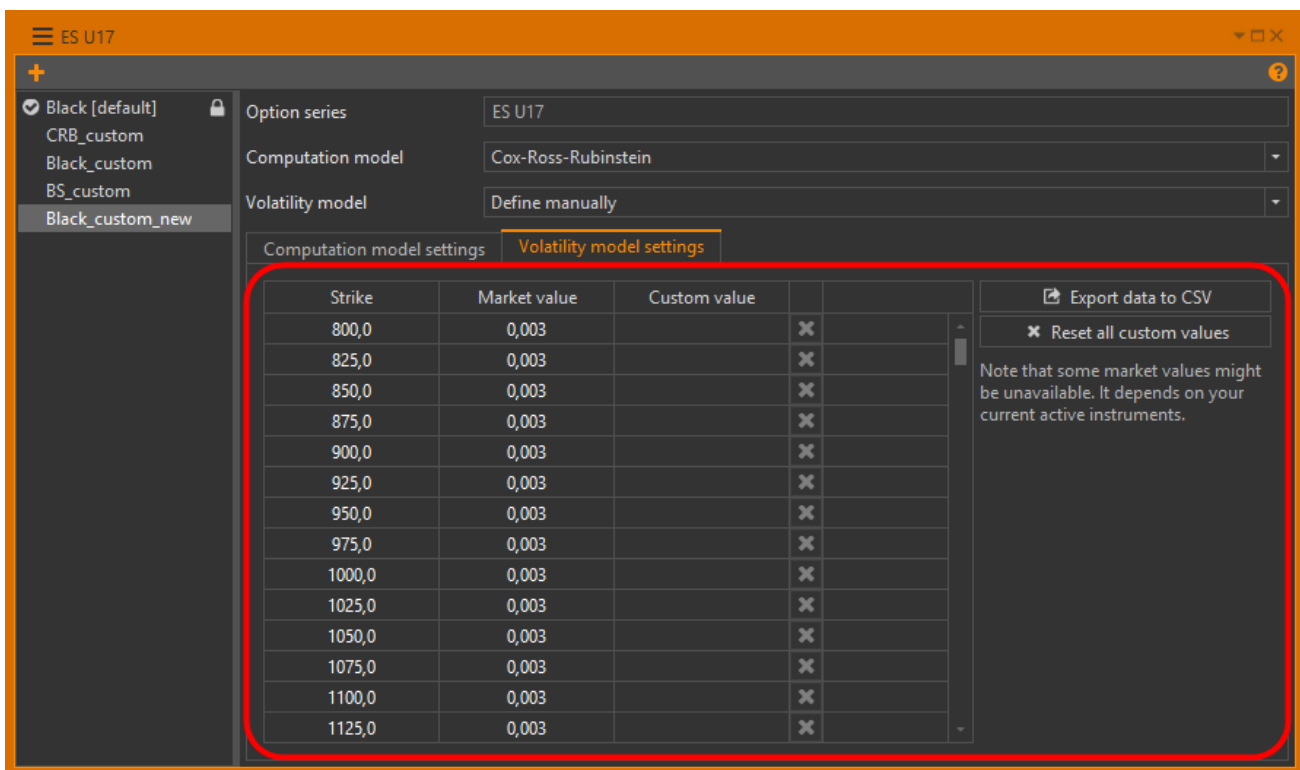 ES U17
Black [default]
CRB_custom
Black_custom
BS_custom
Black_custom_new
Option series ES U17
Computation model Cox-Ross-Rubinstein
Volatility model Define manually
Computation model settings Volatility model settings
Strike Market value Custom value
800,0 0,003
825,0 0,003
850,0 0,003
875,0 0,003
900,0 0,003
925,0 0,003
950,0 0,003
975,0 0,003
1000,0 0,003
1025,0 0,003
1050,0 0,003
1075,0 0,003
1100,0 0,003
1125,0 0,003
Export data to CSV
Reset all custom values
Note that some market values might
be unavailable. It depends on your
current active instruments.